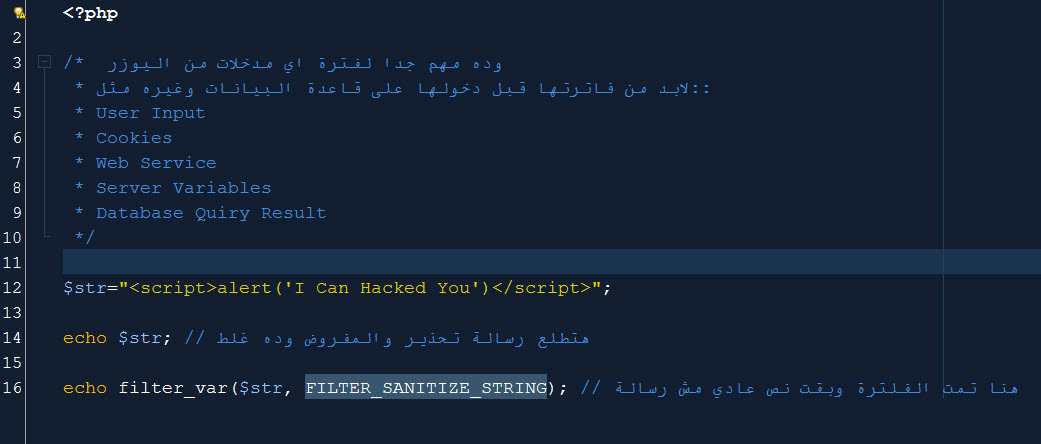 <?php
2
3 /* وده مهم جدا لفترة اي مدخلات من اليوزر
4 * لابد من فاترتها قبل دخولها على قاعدة البيانات وغيره مثل::
5 * User Input
6 * Cookies
7 * Web Service
8 * Server Variables
9 * Database Quiry Result
10 */
11
12 $str="<script>alert('I Can Hacked You')</script>";
13
14 echo $str; // هتطلع رسالة تحذير والمفروض وده غلط
15
16 echo filter_var($str, FILTER_SANITIZE_STRING); // هنا تمت الفلترة وبقت نص عادي مش رسالة